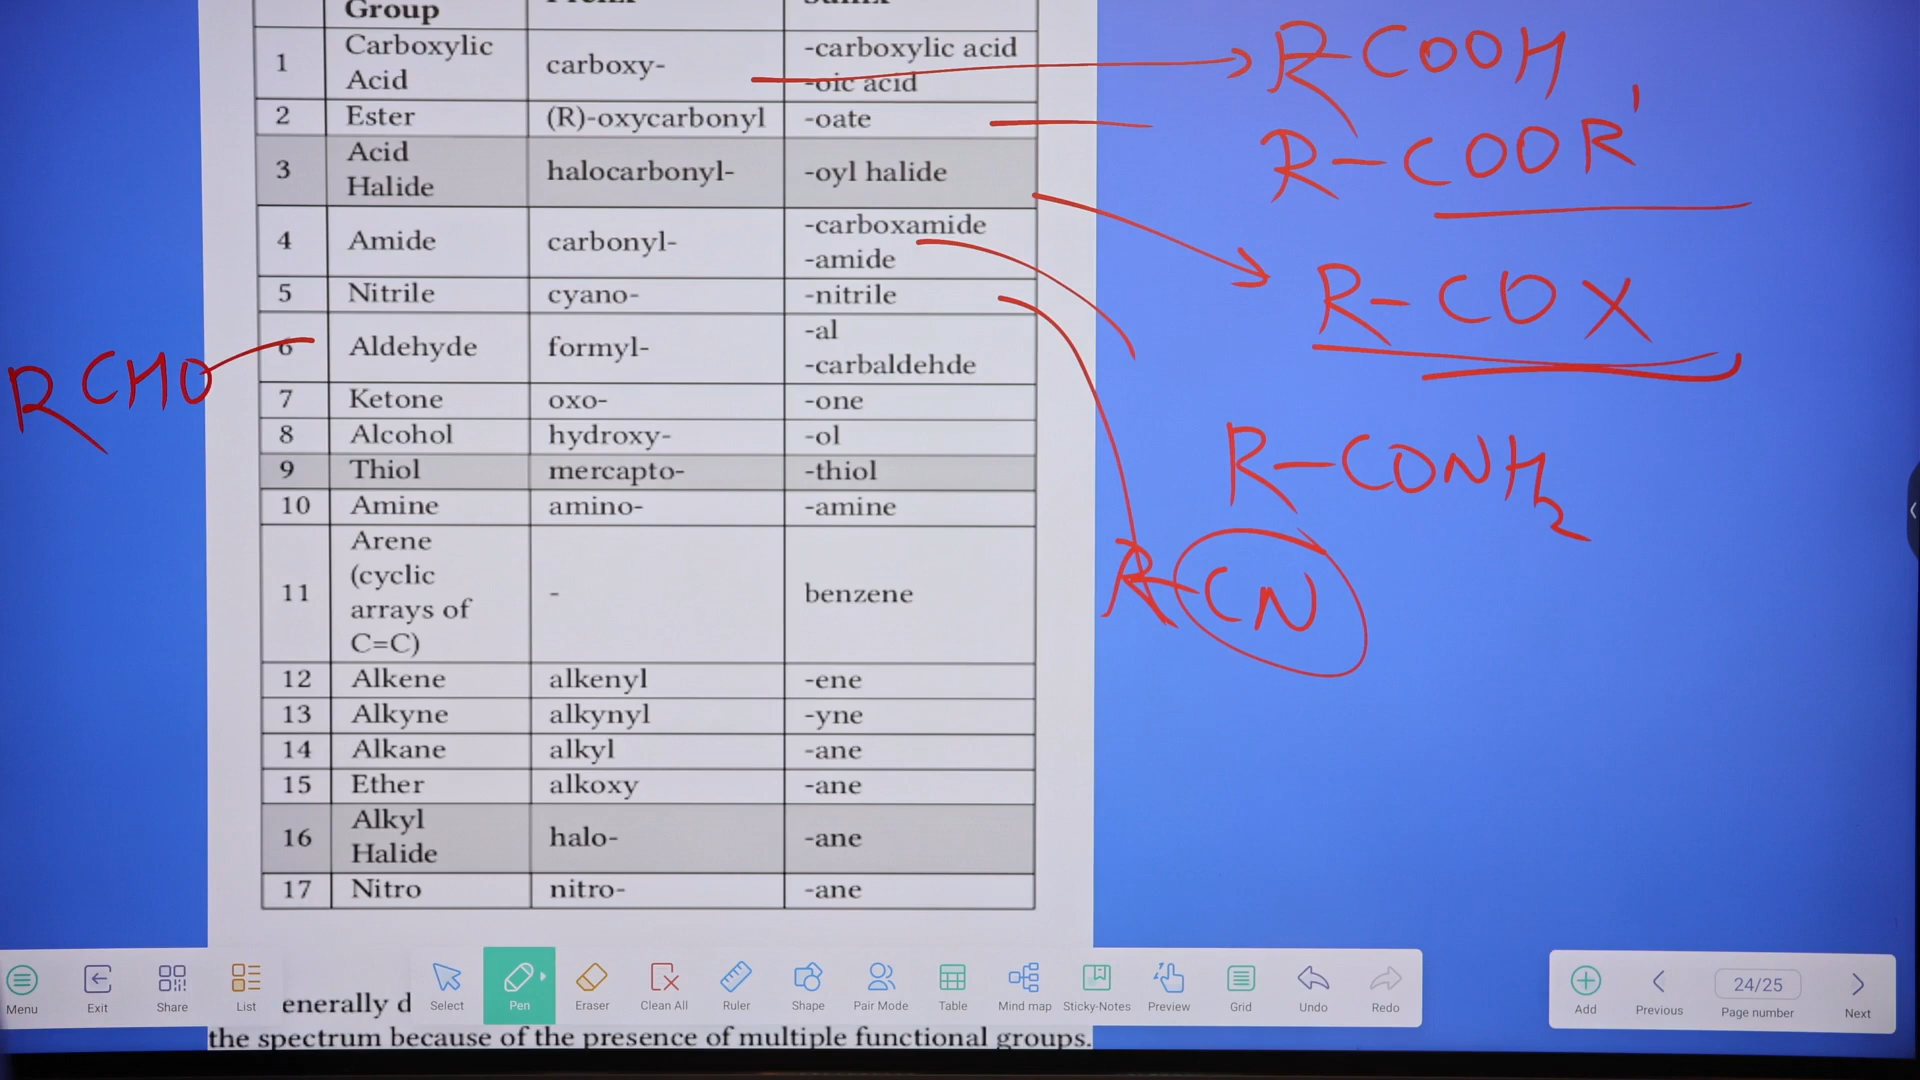 Group Prefix Suffix
1 Carboxylic Acid carboxy- -carboxylic acid -oic acid
2 Ester (R)-oxycarbonyl -oate
3 Acid Halide halocarbonyl- -oyl halide
4 Amide carbonyl- -carboxamide -amide
5 Nitrile cyano- -nitrile
6 Aldehyde formyl- -al -carbaldehde
7 Ketone oxo- -one
8 Alcohol hydroxy- -ol
9 Thiol mercapto- -thiol
10 Amine amino- -amine
11 Arene (cyclic arrays of C=C) - benzene
12 Alkene alkenyl -ene
13 Alkyne alkynyl -yne
14 Alkane alkyl -ane
15 Ether alkoxy -ane
16 Alkyl Halide halo- -ane
17 Nitro nitro- -ane
R-COOH
R-COOR'
R-COX
R-CONH2
R-CN
RCHO
enerally d
the spectrum because of the presence of multiple functional groups.
Menu Exit Share List Select Pen Eraser Clean All Ruler Shape Pair Mode Table Mind map Sticky-Notes Preview Grid Undo Redo
Add Previous 24/25 Page number Next